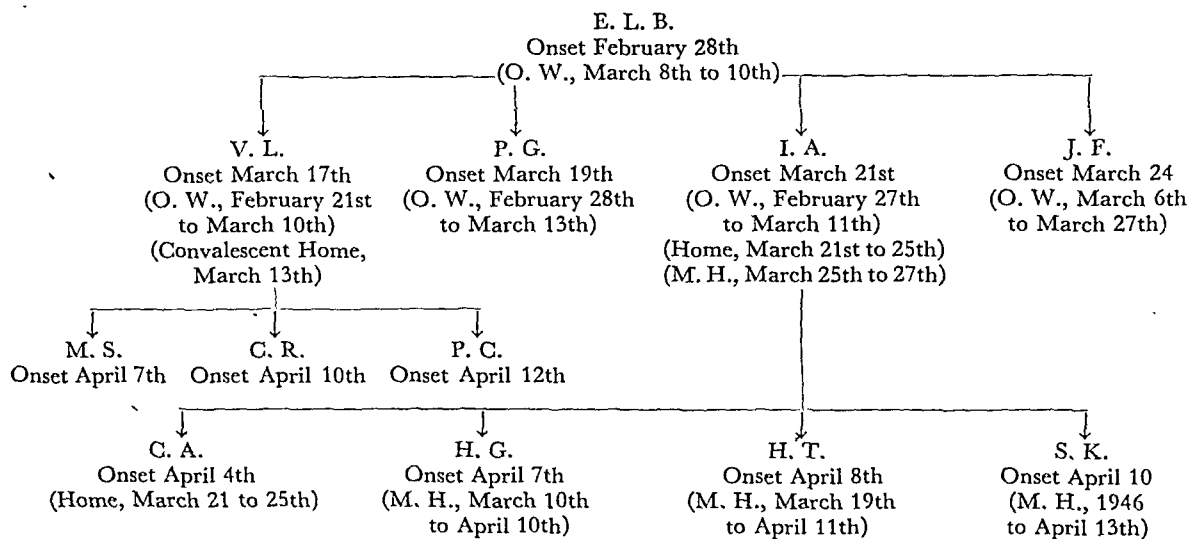 E. L. B.
Onset February 28th
(O. W., March 8th to 10th)
V. L.
Onset March 17th
(O. W., February 21st
to March 10th)
(Convalescent Home,
March 13th)
P. G.
Onset March 19th
(O. W., February 28th
to March 13th)
I. A.
Onset March 21st
(O. W., February 27th
to March 11th)
(Home, March 21st to 25th)
(M. H., March 25th to 27th)
J. F.
Onset March 24
(O. W., March 6th
to March 27th)
M. S.
Onset April 7th
C. R.
Onset April 10th
P. C.
Onset April 12th
C. A.
Onset April 4th
(Home, March 21 to 25th)
H. G.
Onset April 7th
(M. H., March 10th
to April 10th)
H. T.
Onset April 8th
(M. H., March 19th
to April 11th)
S. K.
Onset April 10
(M. H., 1946
to April 13th)